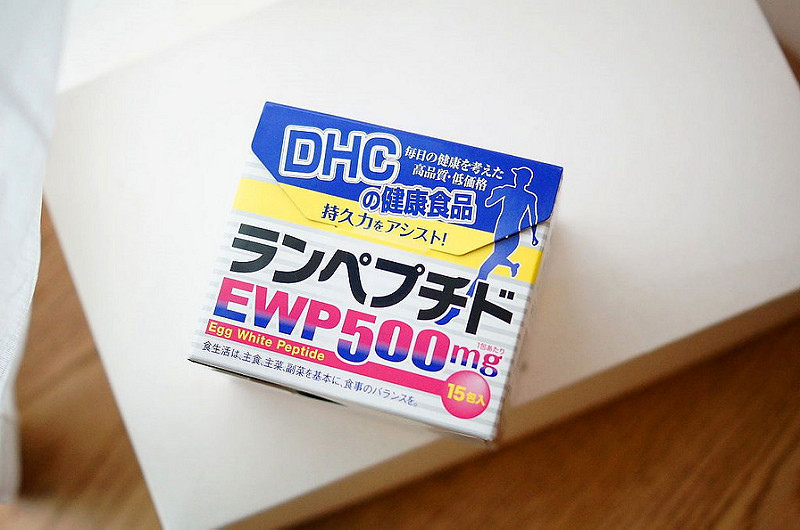 DHC
毎日の健康を考えた
高品質・低価格
の健康食品
持久力をアシスト!
ランペプチド
EWP500mg
1包あたり
Egg White Peptide
食生活は、主食、主菜、副菜を基本に、食事のバランスを。
15包入